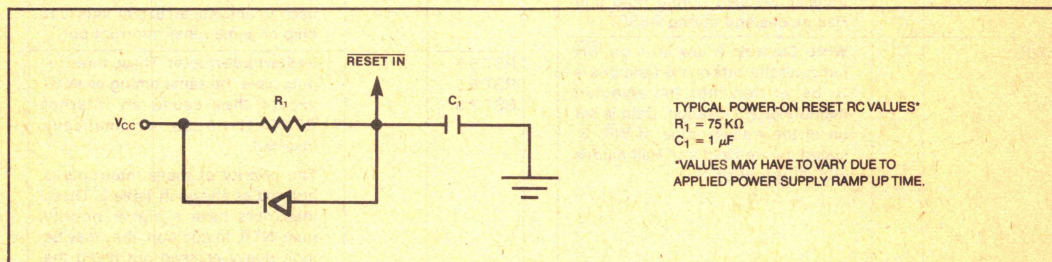 RESET IN
R1
C1
VCC
TYPICAL POWER-ON RESET RC VALUES*
R1 = 75 KΩ
C1 = 1 μF
*VALUES MAY HAVE TO VARY DUE TO
APPLIED POWER SUPPLY RAMP UP TIME.